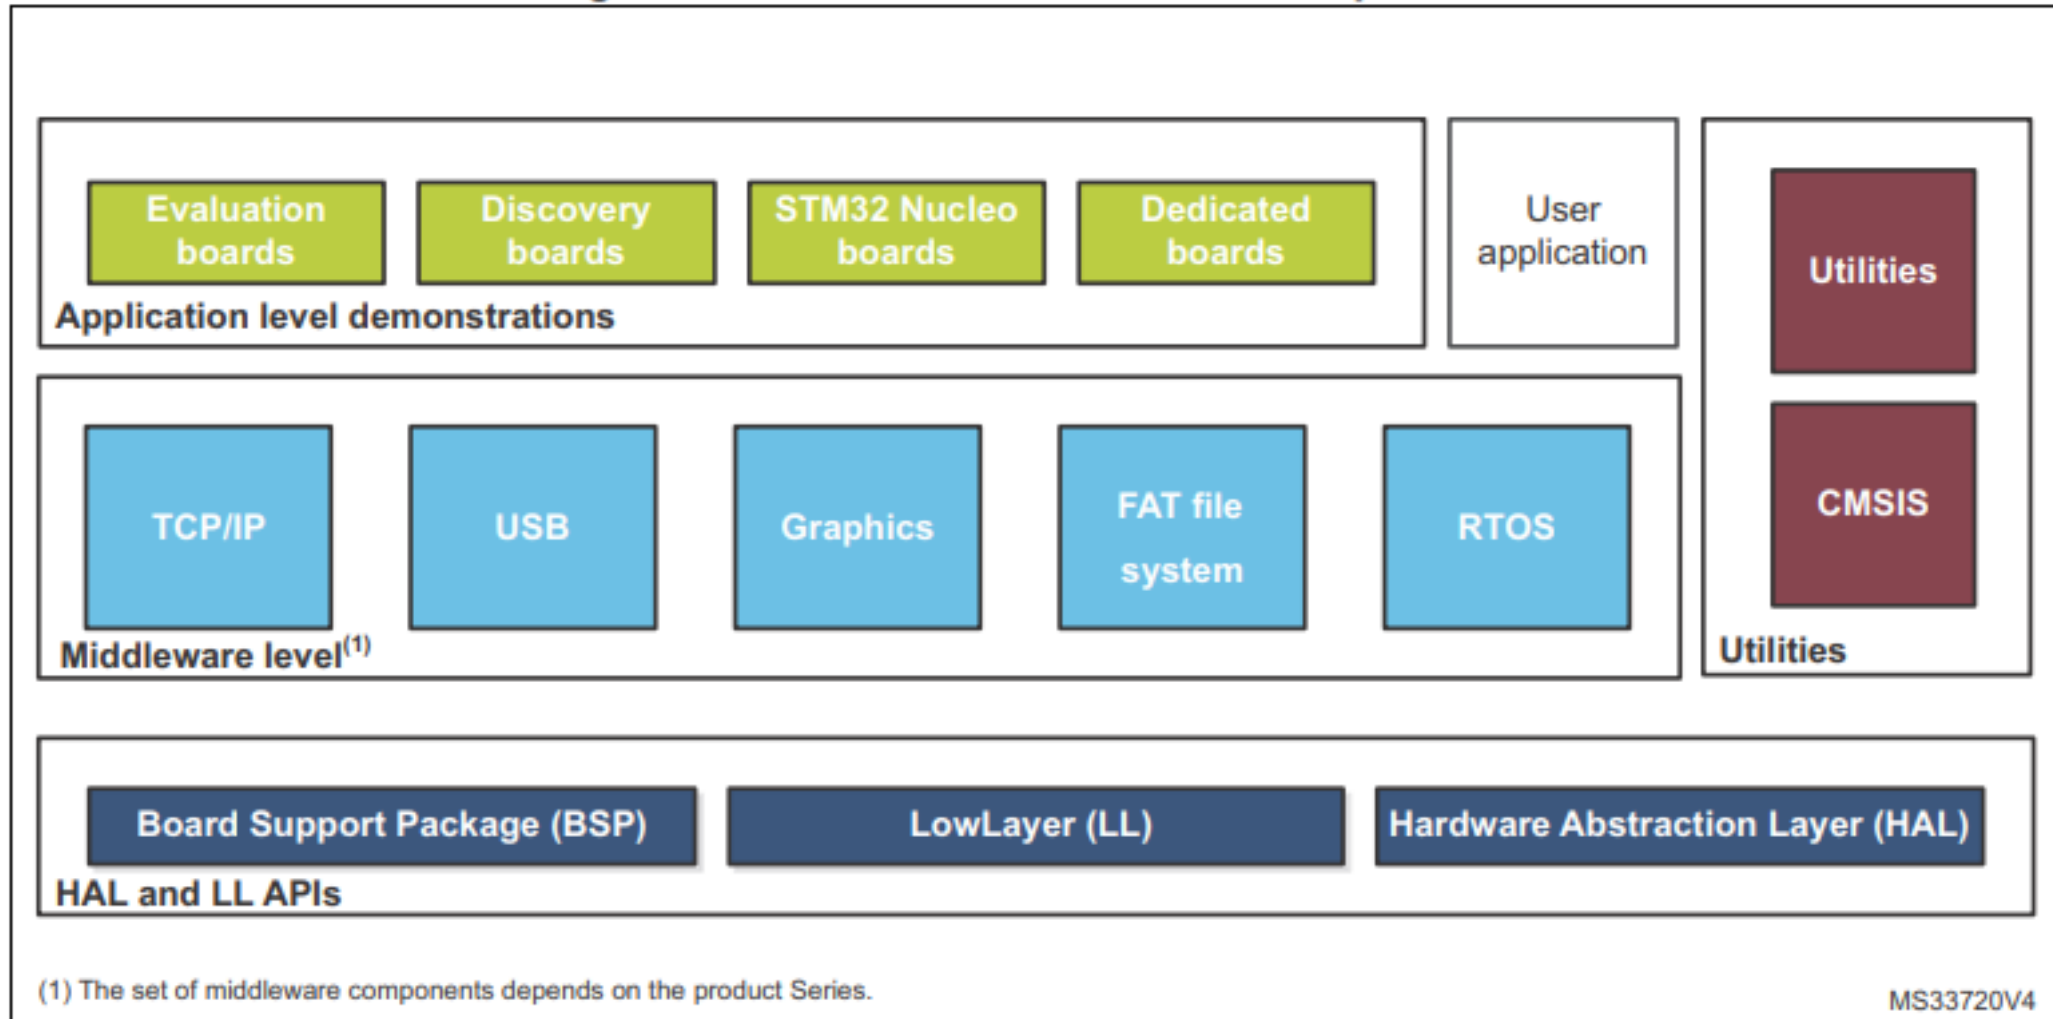 Evaluation
boards
Discovery
boards
STM32 Nucleo
boards
Dedicated
boards
Application level demonstrations
User
application
Utilities
CMSIS
Utilities
TCP/IP
USB
Graphics
FAT file
system
RTOS
Middleware level(1)
Board Support Package (BSP)
LowLayer (LL)
Hardware Abstraction Layer (HAL)
HAL and LL APIs
(1) The set of middleware components depends on the product Series.
MS33720V4